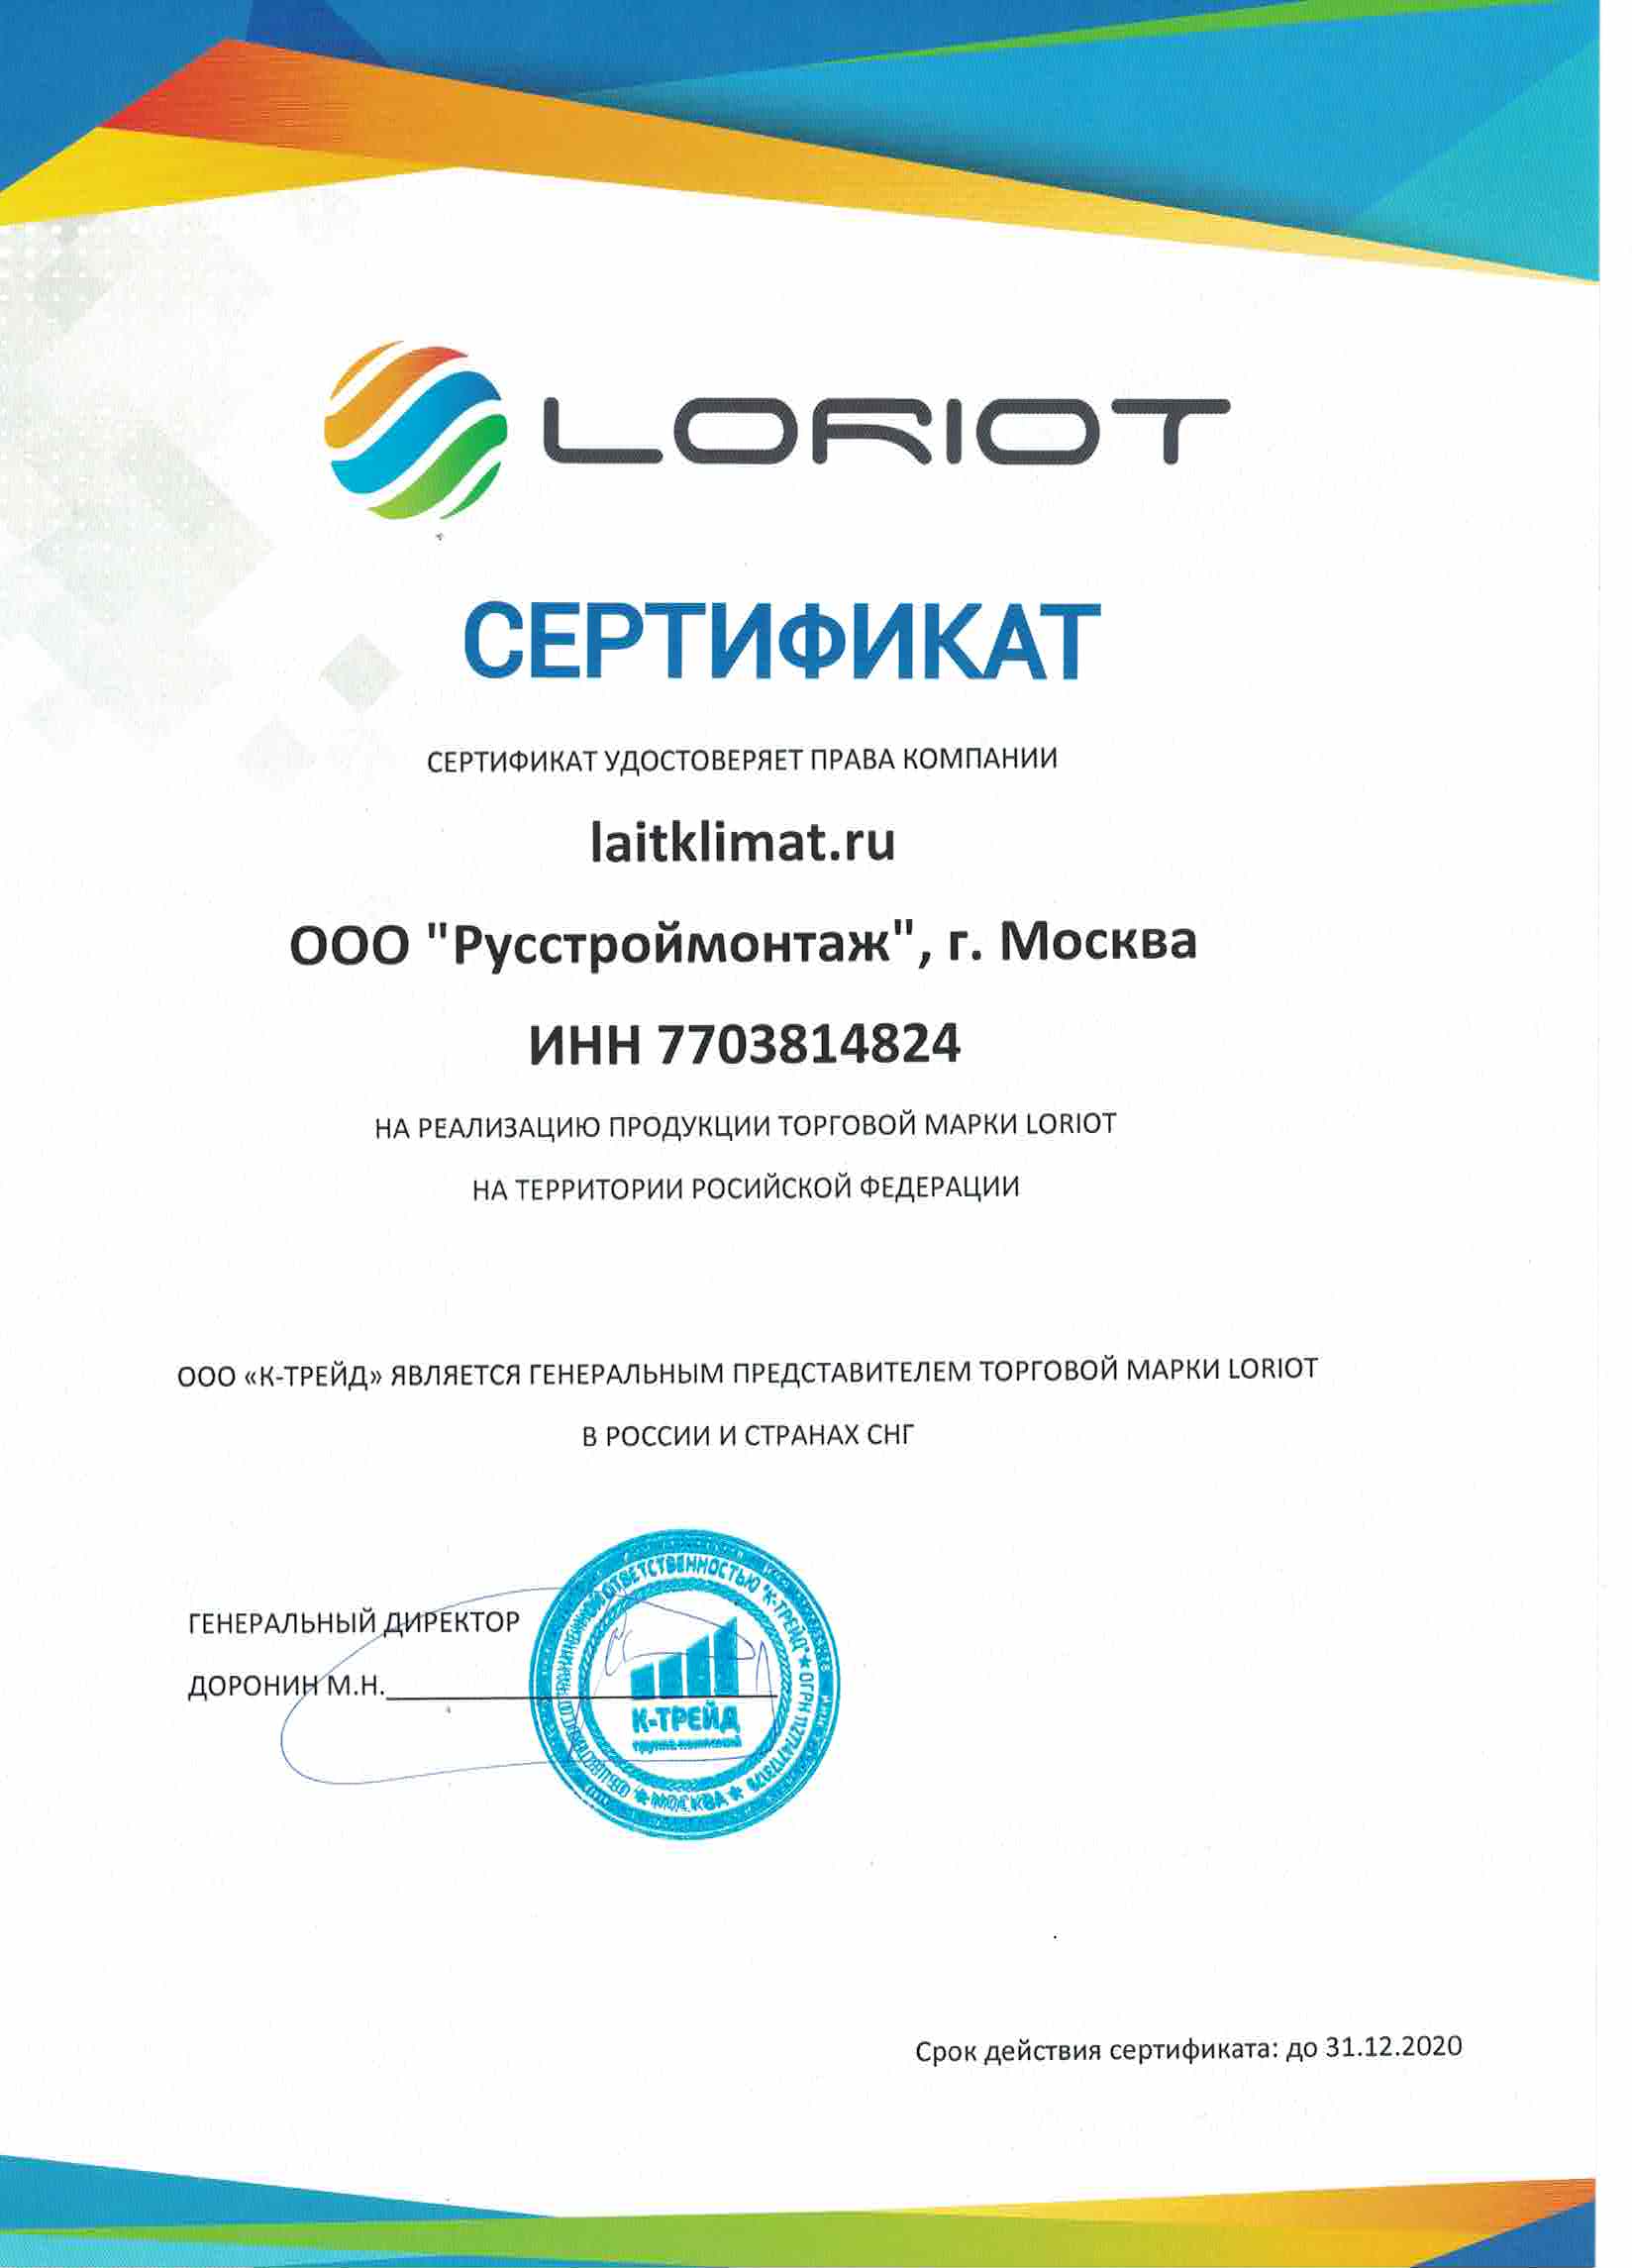 LORIOT
СЕРТИФИКАТ
СЕРТИФИКАТ УДОСТОВЕРЯЕТ ПРАВА КОМПАНИИ
laitklimat.ru
ООО "Русстроймонтаж", г. Москва
ИНН 7703814824
НА РЕАЛИЗАЦИЮ ПРОДУКЦИИ ТОРГОВОЙ МАРКИ LORIOT
НА ТЕРРИТОРИИ РОСИЙСКОЙ ФЕДЕРАЦИИ
ООО «К-ТРЕЙД» ЯВЛЯЕТСЯ ГЕНЕРАЛЬНЫМ ПРЕДСТАВИТЕЛЕМ ТОРГОВОЙ МАРКИ LORIOT
В РОССИИ И СТРАНАХ СНГ
ГЕНЕРАЛЬНЫЙ ДИРЕКТОР
ДОРОНИН М.Н.
ОТВЕТСТВЕННОСТЬЮ "К-ТРЕЙД" * ОГРН
* МОСКВА *
К-ТРЕЙД
группа компаний
Срок действия сертификата: до 31.12.2020